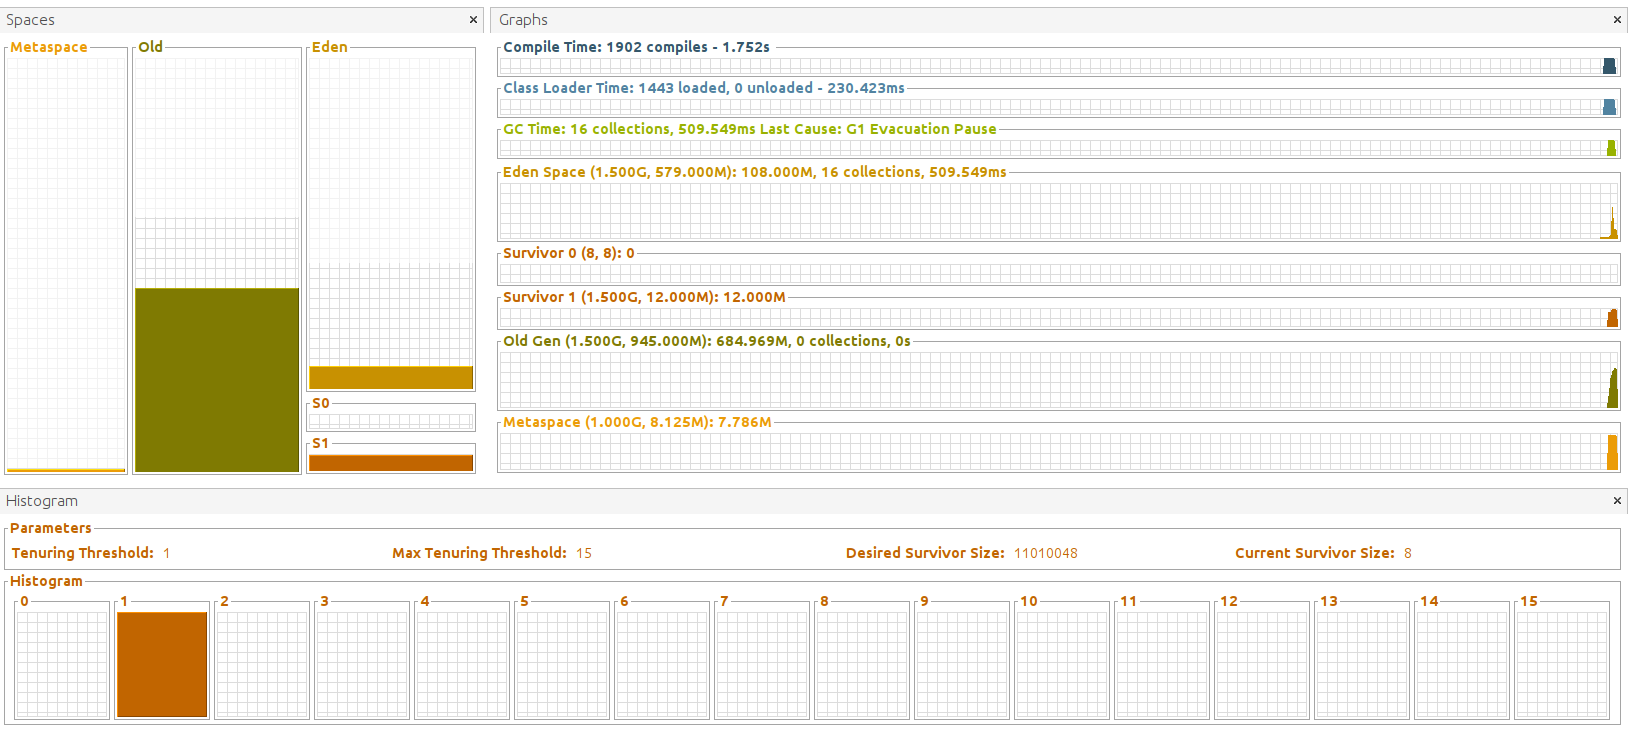 Spaces
Metaspace Old Eden
S0
S1
Graphs
Compile Time: 1902 compiles - 1.752s
Class Loader Time: 1443 loaded, 0 unloaded - 230.423ms
GC Time: 16 collections, 509.549ms Last Cause: G1 Evacuation Pause
Eden Space (1.500G, 579.000M): 108.000M, 16 collections, 509.549ms
Survivor 0 (8, 8): 0
Survivor 1 (1.500G, 12.000M): 12.000M
Old Gen (1.500G, 945.000M): 684.969M, 0 collections, 0s
Metaspace (1.000G, 8.125M): 7.786M
Histogram
Parameters
Tenuring Threshold: 1 Max Tenuring Threshold: 15 Desired Survivor Size: 11010048 Current Survivor Size: 8
Histogram
0 1 2 3 4 5 6 7 8 9 10 11 12 13 14 15